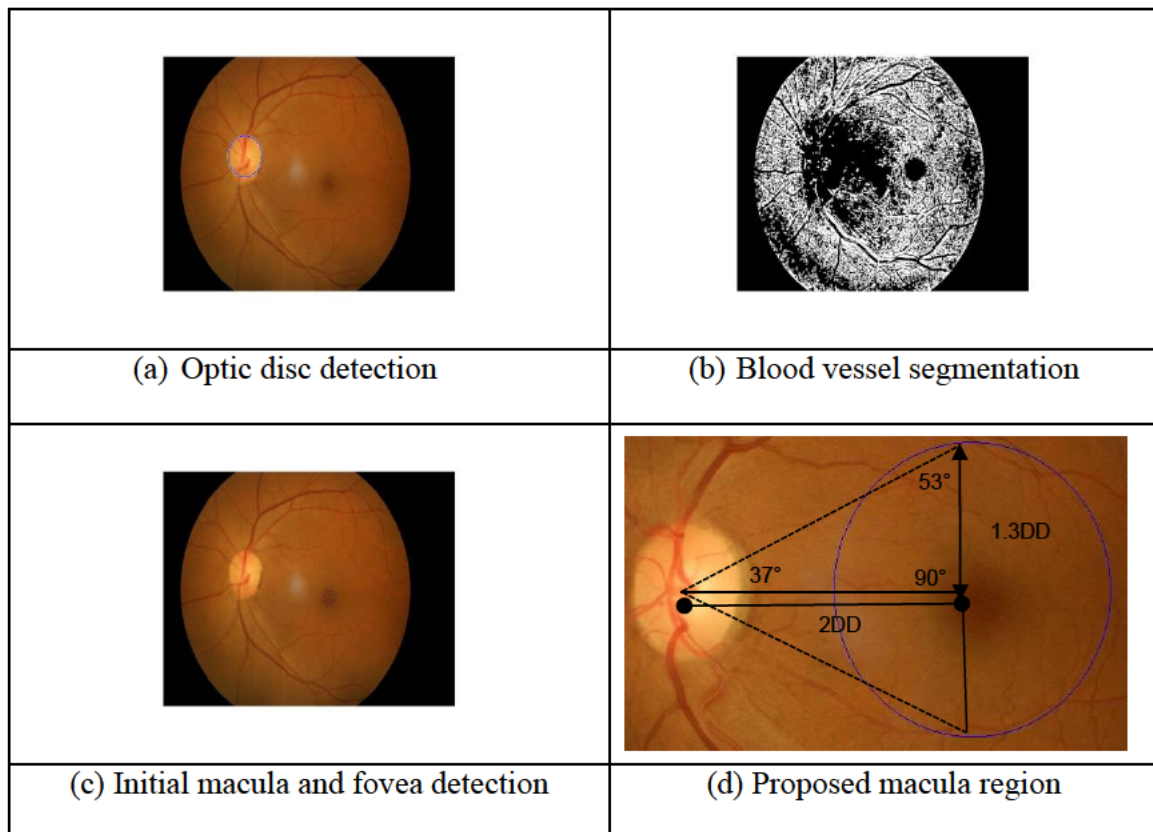 (a) Optic disc detection
(b) Blood vessel segmentation
53°
1.3DD
37°
90°
2DD
(c) Initial macula and fovea detection
(d) Proposed macula region